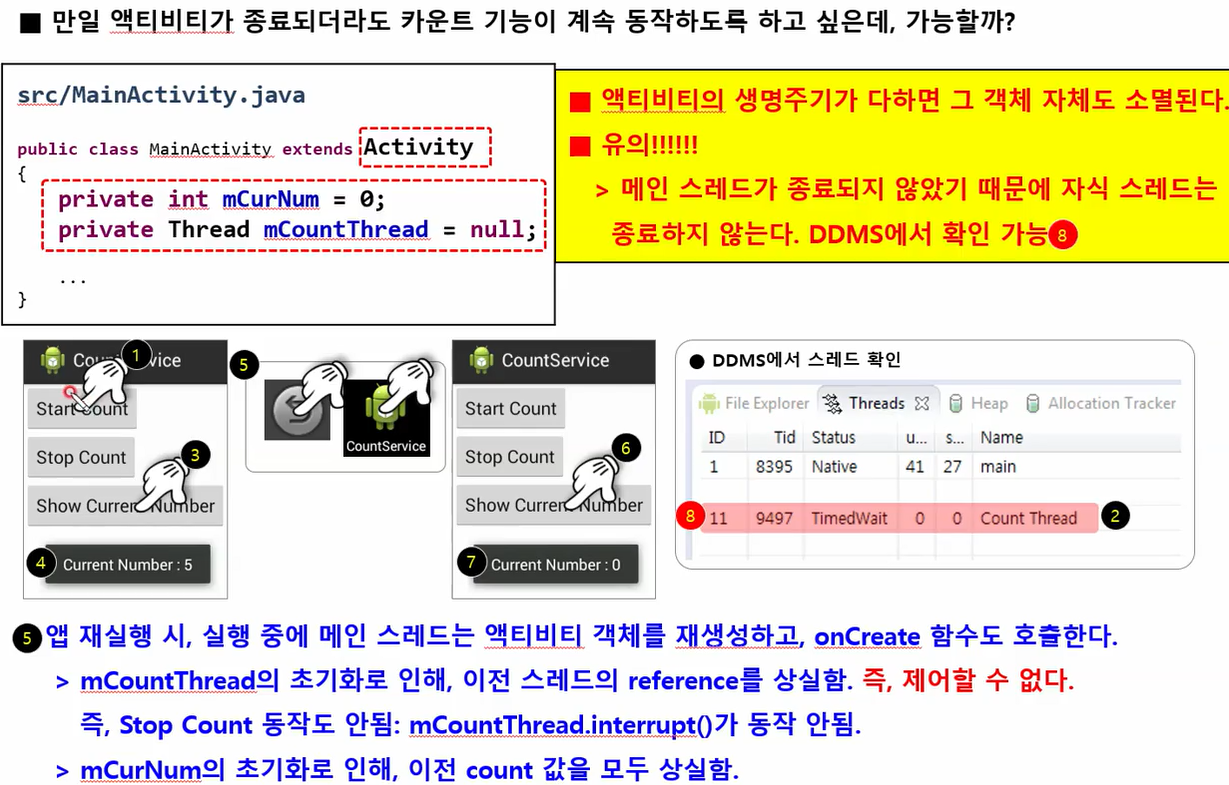 ■ 만일 액티비티가 종료되더라도 카운트 기능이 계속 동작하도록 하고 싶은데, 가능할까?
src/MainActivity.java
public class MainActivity extends Activity
{
private int mCurNum = 0;
private Thread mCountThread = null;
...
}
■ 액티비티의 생명주기가 다하면 그 객체 자체도 소멸된다.
■ 유의!!!!!!
> 메인 스레드가 종료되지 않았기 때문에 자식 스레드는
종료하지 않는다. DDMS에서 확인 가능 8
1
Start Count
Stop Count
3
Show Current Number
4 Current Number : 5
5
CountService
CountService
Start Count
Stop Count
6
Show Current Number
7 Current Number : 0
● DDMS에서 스레드 확인
File Explorer Threads Heap Allocation Tracker
ID Tid Status u... s... Name
1 8395 Native 41 27 main
8 11 9497 TimedWait 0 0 Count Thread 2
5 앱 재실행 시, 실행 중에 메인 스레드는 액티비티 객체를 재생성하고, onCreate 함수도 호출한다.
> mCountThread의 초기화로 인해, 이전 스레드의 reference를 상실함. 즉, 제어할 수 없다.
즉, Stop Count 동작도 안됨: mCountThread.interrupt()가 동작 안됨.
> mCurNum의 초기화로 인해, 이전 count 값을 모두 상실함.